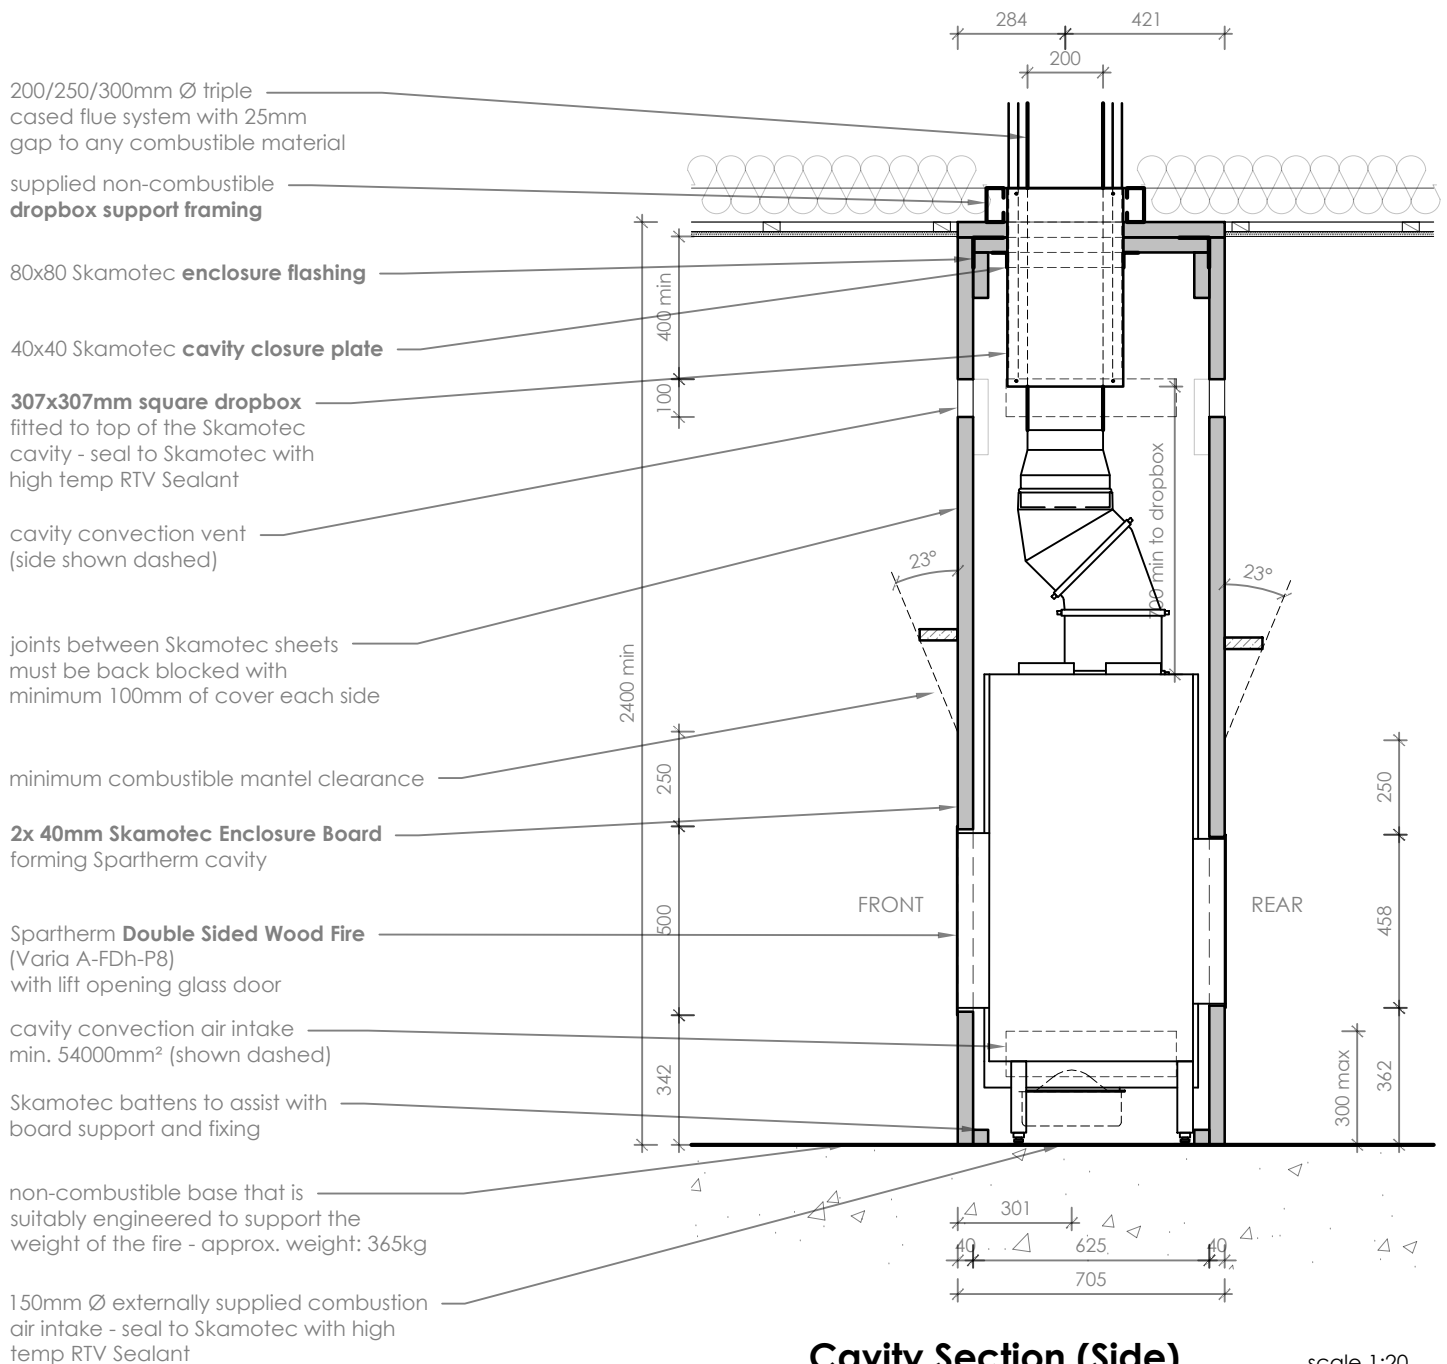 284
421
200
200/250/300mm Ø triple
cased flue system with 25mm
gap to any combustible material
supplied non-combustible
dropbox support framing
80x80 Skamotec enclosure flashing
400 min
40x40 Skamotec cavity closure plate
100
307x307mm square dropbox
fitted to top of the Skamotec
cavity - seal to Skamotec with
high temp RTV Sealant
min to dropbox
cavity convection vent
(side shown dashed)
23°
23°
joints between Skamotec sheets
must be back blocked with
minimum 100mm of cover each side
2400 min
minimum combustible mantel clearance
250
250
2x 40mm Skamotec Enclosure Board
forming Spartherm cavity
FRONT
REAR
500
458
Spartherm Double Sided Wood Fire
(Varia A-FDh-P8)
with lift opening glass door
cavity convection air intake
min. 54000mm² (shown dashed)
342
300 max
362
Skamotec battens to assist with
board support and fixing
non-combustible base that is
suitably engineered to support the
weight of the fire - approx. weight: 365kg
301
40
625
40
705
150mm Ø externally supplied combustion
air intake - seal to Skamotec with high
temp RTV Sealant
Cavity Section (Side)
scale 1:20